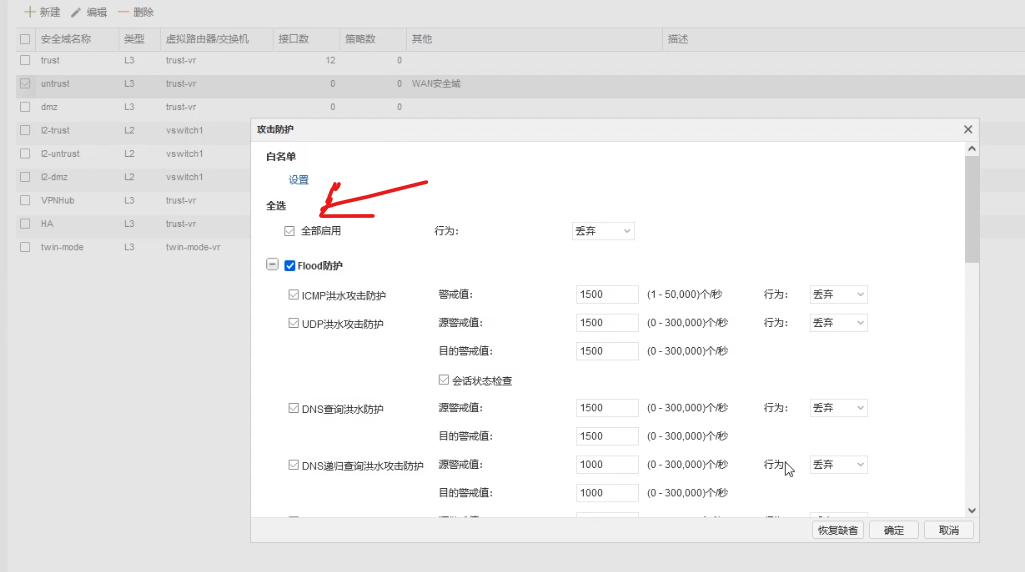 新建 编辑 删除
安全域名称 类型 虚拟路由器/交换机 接口数 策略数 其他 描述
trust L3 trust-vr 12 0
untrust L3 trust-vr 0 0 WAN安全域
dmz L3 trust-vr 0 0
l2-trust L2 vswitch1
l2-untrust L2 vswitch1
l2-dmz L2 vswitch1
VPNHub L3 trust-vr
HA L3 trust-vr
twin-mode L3 twin-mode-vr
攻击防护
白名单
设置
全选
全部启用 行为: 丢弃
Flood防护
ICMP洪水攻击防护 警戒值: 1500 (1 - 50,000)个/秒 行为: 丢弃
UDP洪水攻击防护 源警戒值: 1500 (0 - 300,000)个/秒 行为: 丢弃
目的警戒值: 1500 (0 - 300,000)个/秒
会话状态检查
DNS查询洪水防护 源警戒值: 1500 (0 - 300,000)个/秒 行为: 丢弃
目的警戒值: 1500 (0 - 300,000)个/秒
DNS递归查询洪水攻击防护 源警戒值: 1000 (0 - 300,000)个/秒 行为 丢弃
目的警戒值: 1000 (0 - 300,000)个/秒
恢复缺省 确定 取消